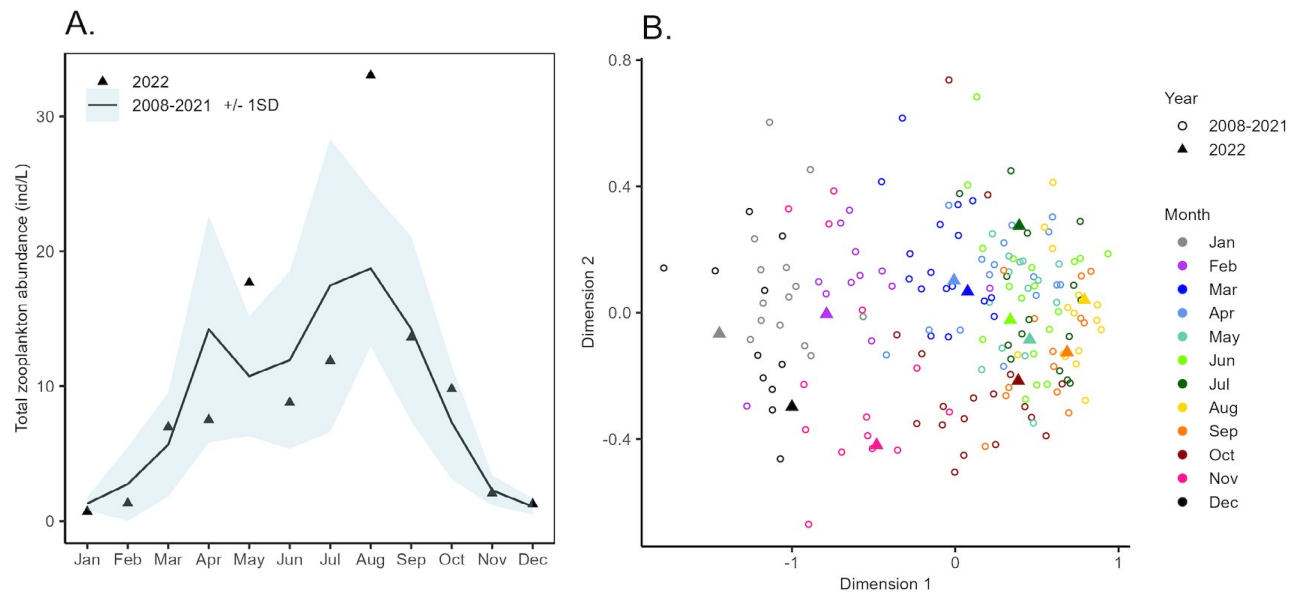 A.
2022
2008-2021 +/- 1SD
Total zooplankton abundance (ind/L)
30
20
10
0
Jan Feb Mar Apr May Jun Jul Aug Sep Oct Nov Dec
B.
Dimension 2
0.8
0.4
0.0
-0.4
-1 0 1
Dimension 1
Year
2008-2021
2022
Month
Jan
Feb
Mar
Apr
May
Jun
Jul
Aug
Sep
Oct
Nov
Dec